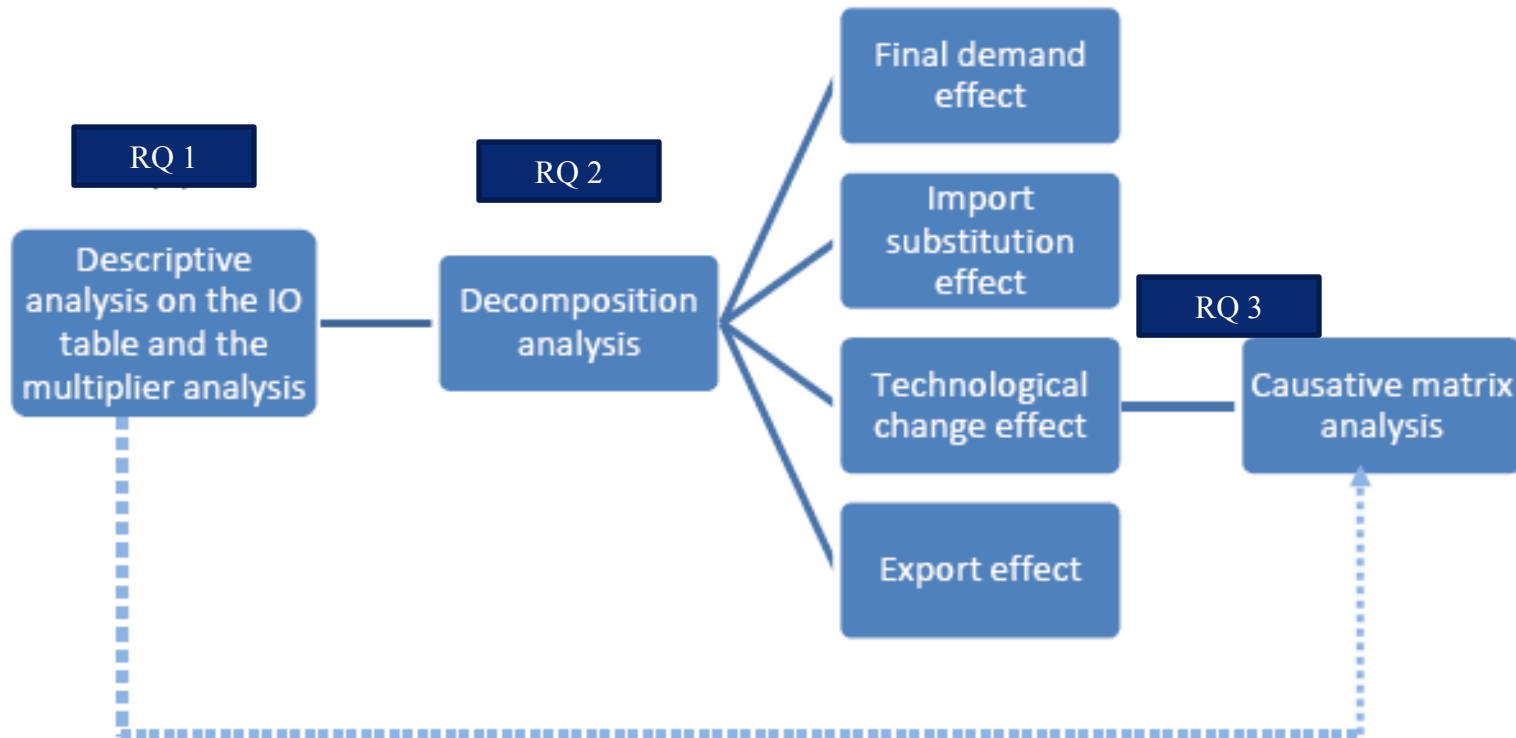 RQ 1
Descriptive
analysis on the IO
table and the
multiplier analysis
RQ 2
Decomposition
analysis
Final demand
effect
Import
substitution
effect
Technological
change effect
Export effect
RQ 3
Causative matrix
analysis